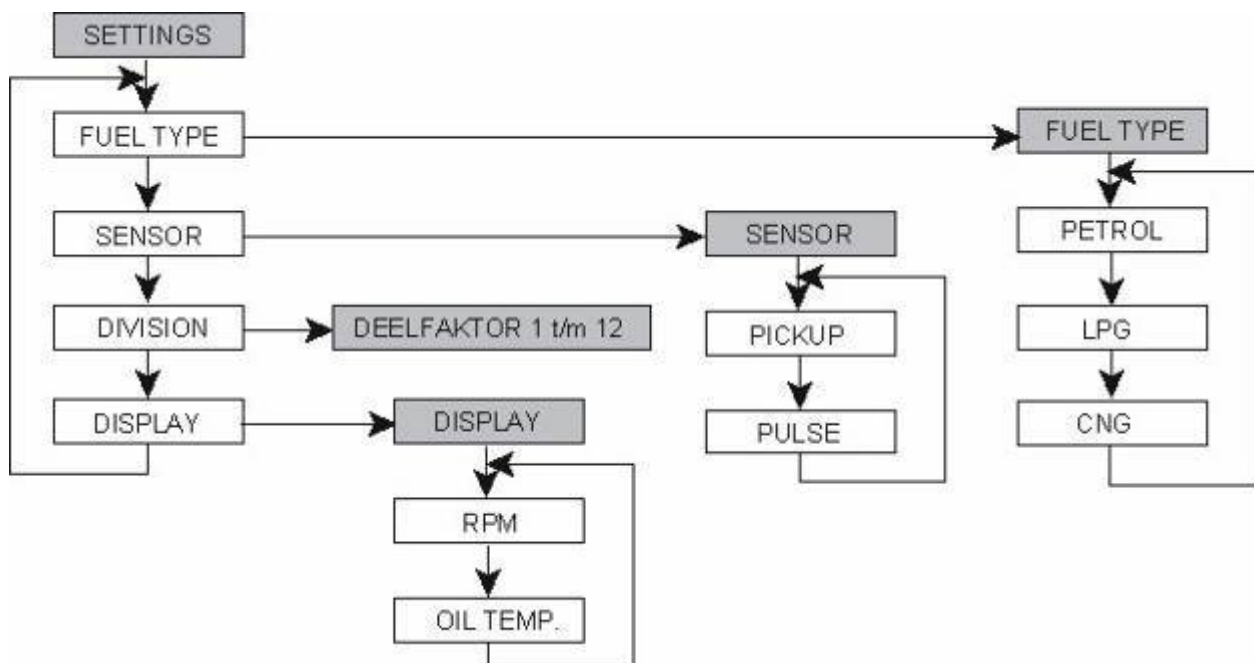 SETTINGS
FUEL TYPE
FUEL TYPE
SENSOR
SENSOR
PETROL
DIVISION
DEELFAKTOR 1 t/m 12
PICKUP
LPG
DISPLAY
DISPLAY
PULSE
CNG
RPM
OIL TEMP.